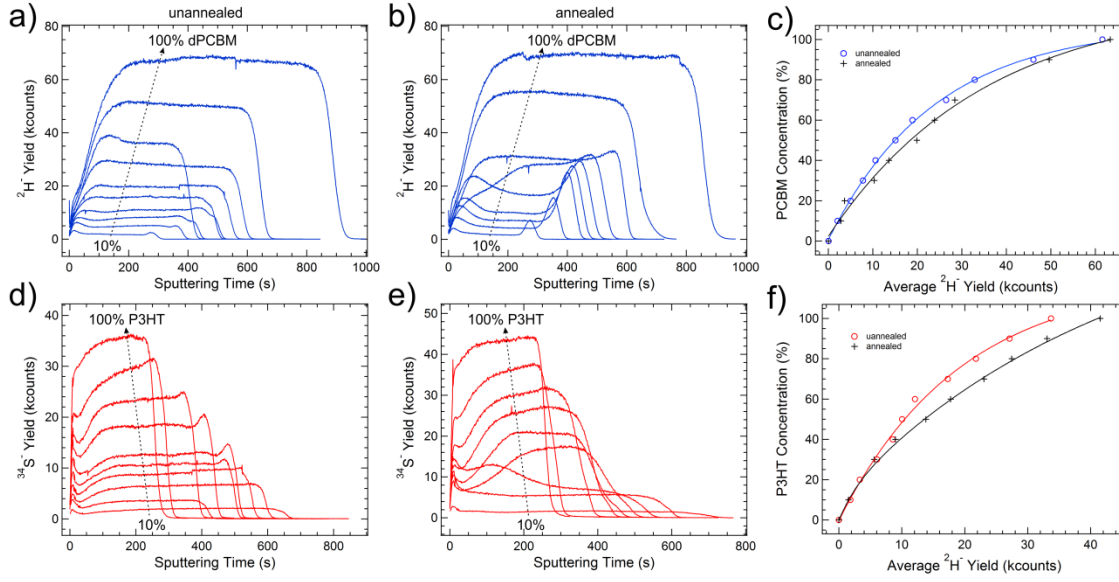 a) unannealed
100% dPCBM
10%
²H⁻ Yield (kcounts)
80
70
60
50
40
30
20
10
0
0 200 400 600 800 1000
Sputtering Time (s)
b) annealed
100% dPCBM
10%
²H⁻ Yield (kcounts)
80
60
40
20
0
0 200 400 600 800 1000
Sputtering Time (s)
c)
unannealed
annealed
PCBM Concentration (%)
100
80
60
40
20
0
0 10 20 30 40 50 60
Average ²H⁻ Yield (kcounts)
d)
100% P3HT
10%
³⁴S⁻ Yield (kcounts)
40
30
20
10
0
0 200 400 600 800
Sputtering Time (s)
e)
100% P3HT
10%
³⁴S⁻ Yield (kcounts)
50
40
30
20
10
0
0 200 400 600 800
Sputtering Time (s)
f)
unannealed
annealed
P3HT Concentration (%)
100
80
60
40
20
0
0 10 20 30 40
Average ²H⁻ Yield (kcounts)